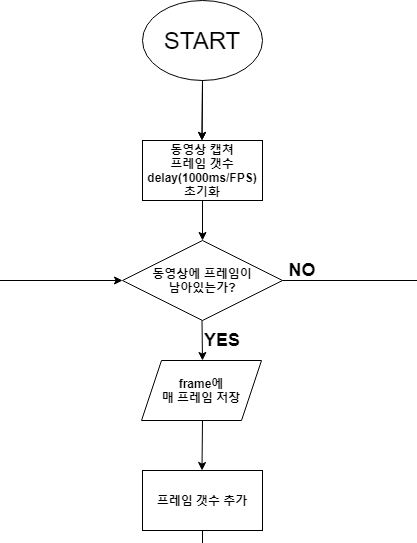 START
동영상 캡쳐
프레임 갯수
delay(1000ms/FPS)
초기화
동영상에 프레임이
남아있는가?
NO
YES
frame에
매 프레임 저장
프레임 갯수 추가